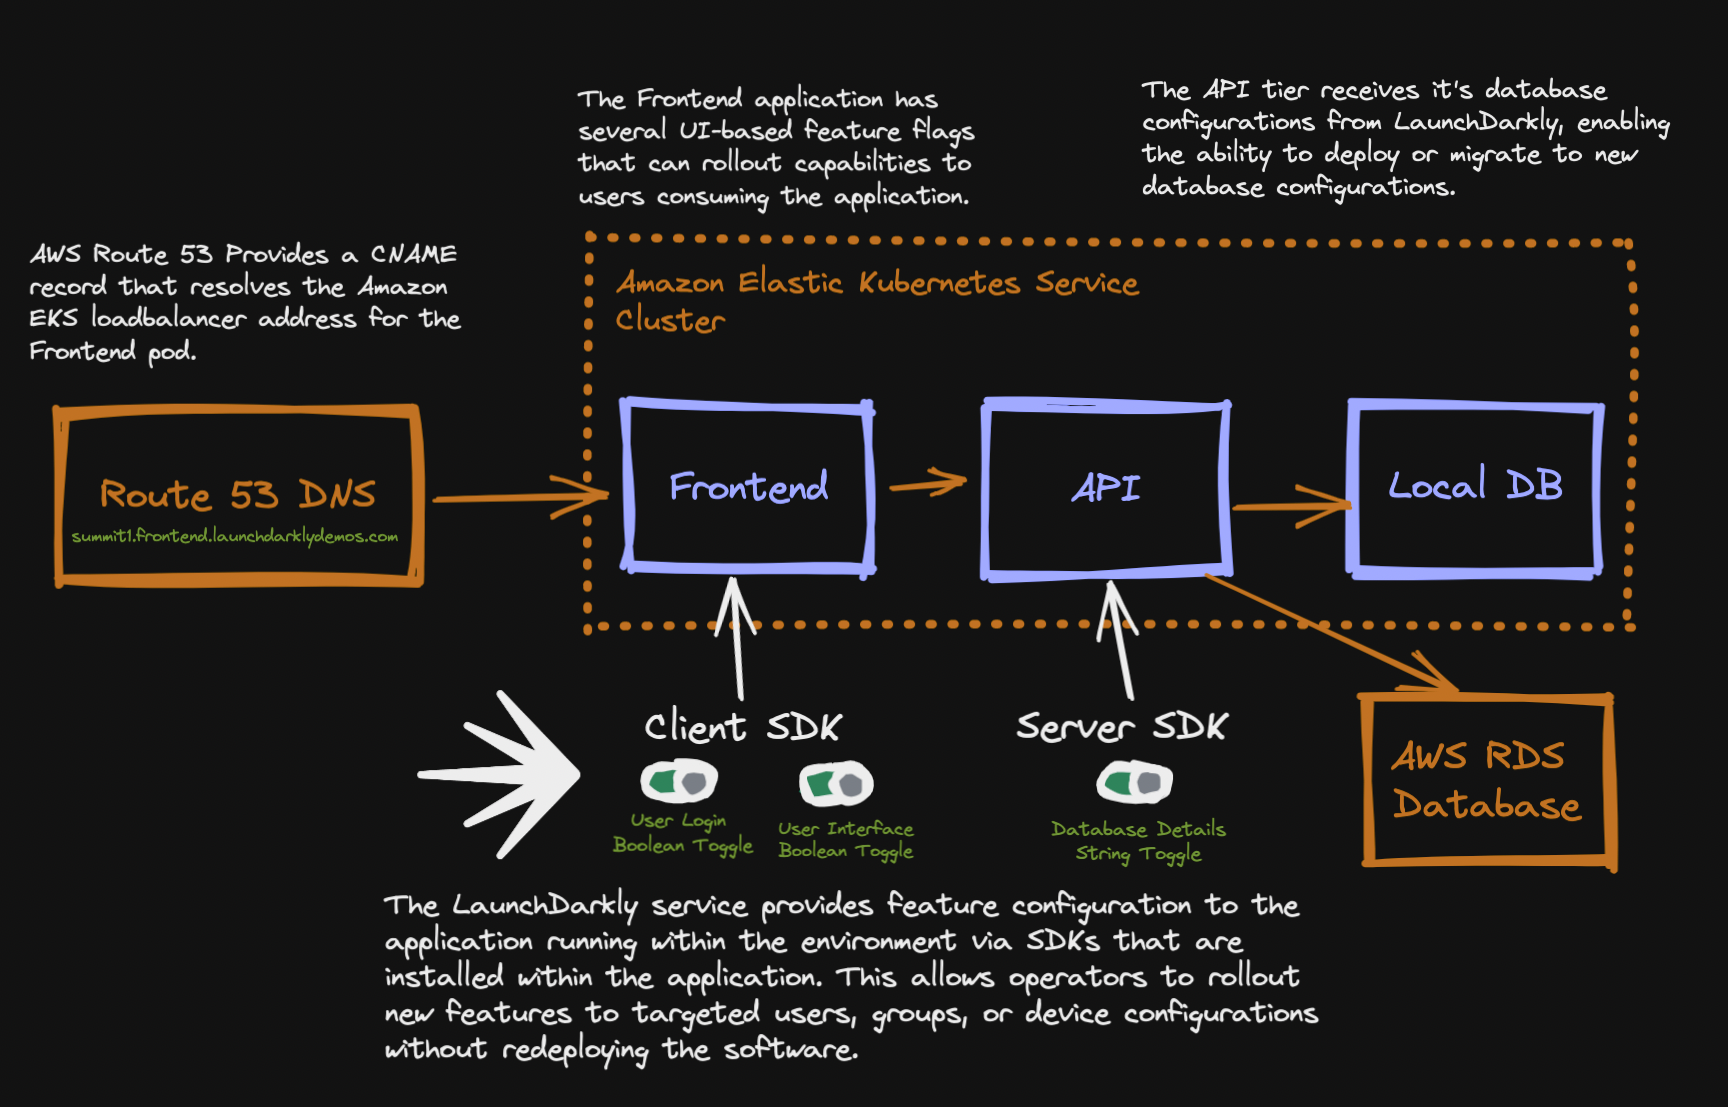 The Frontend application has
several UI-based feature flags
that can rollout capabilities to
users consuming the application.
The API tier receives it's database
configurations from LaunchDarkly, enabling
the ability to deploy or migrate to new
database configurations.
AWS Route 53 Provides a CNAME
record that resolves the Amazon
EKS loadbalancer address for the
Frontend pod.
Amazon Elastic Kubernetes Service
Cluster
Route 53 DNS
summit1.frontend.launchdarklydemos.com
Frontend
API
Local DB
Client SDK
User Login
Boolean Toggle
User Interface
Boolean Toggle
Server SDK
Database Details
String Toggle
AWS RDS
Database
The LaunchDarkly service provides feature configuration to the
application running within the environment via SDKs that are
installed within the application. This allows operators to rollout
new features to targeted users, groups, or device configurations
without redeploying the software.